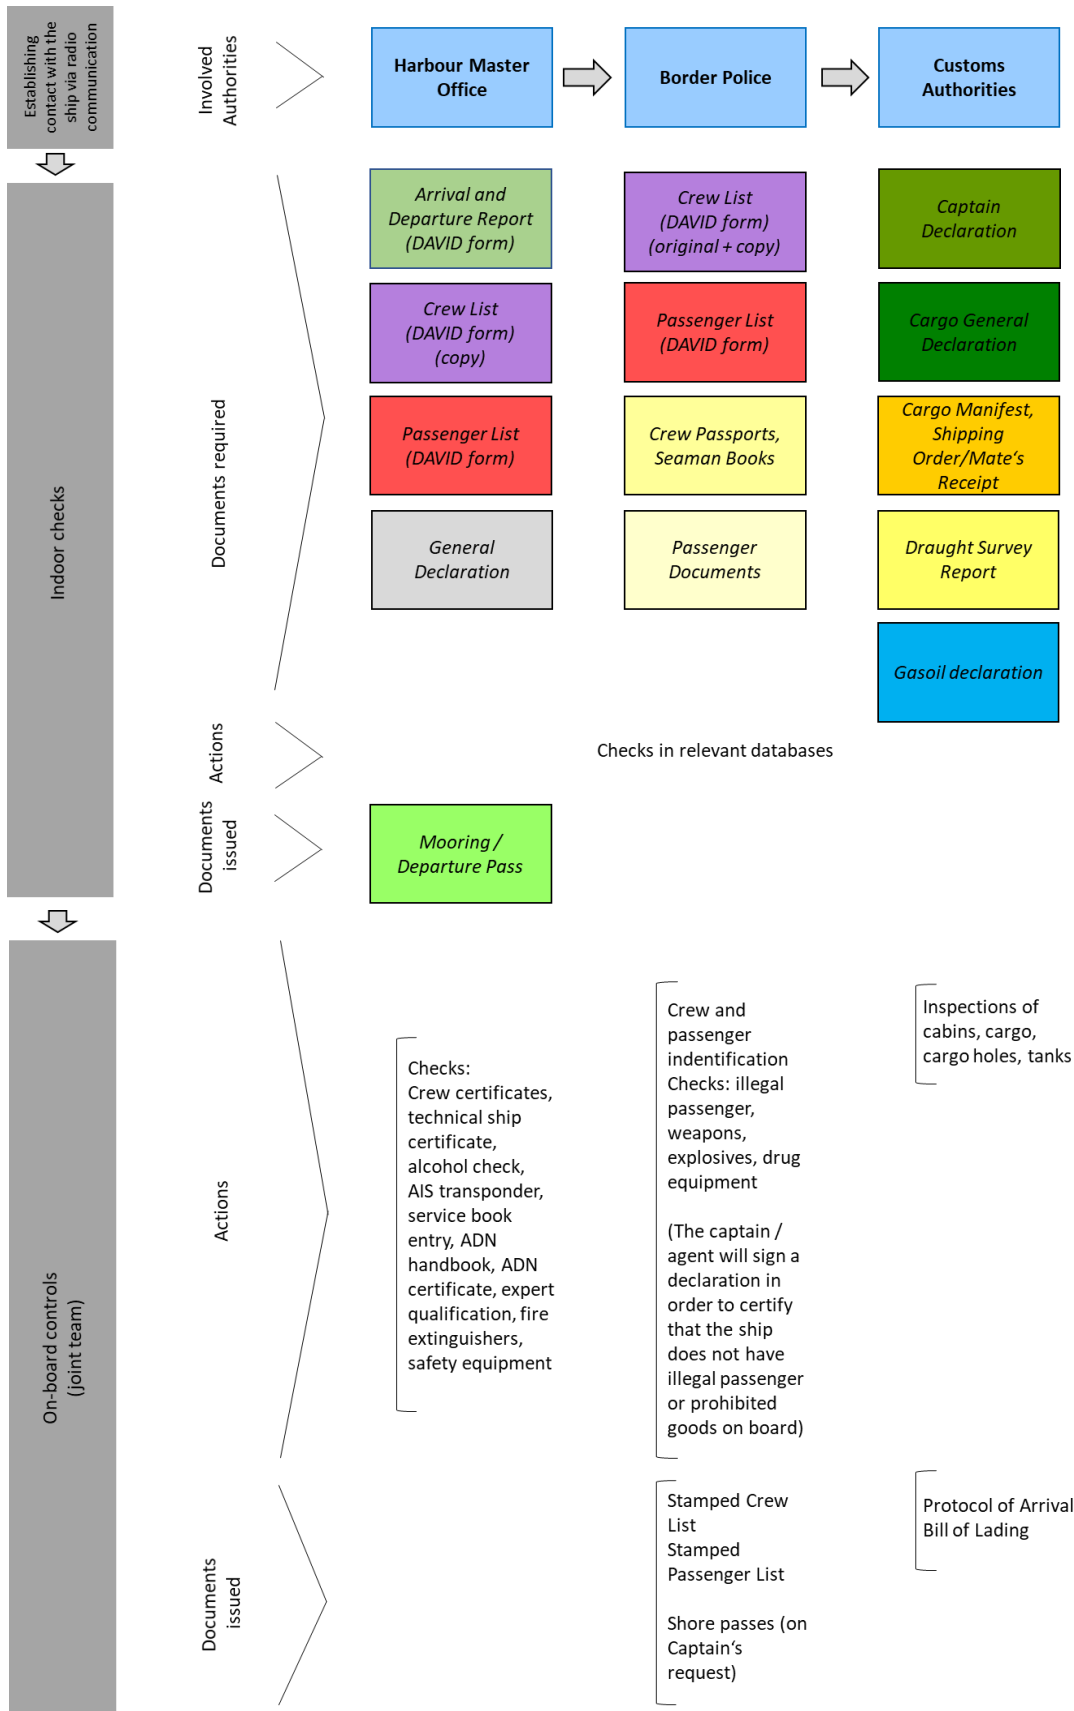 Establishing
contact with the
ship via radio
communication
Involved
Authorities
Harbour Master
Office
Border Police
Customs
Authorities
Indoor checks
Documents required
Arrival and
Departure Report
(DAVID form)
Crew List
(DAVID form)
(original + copy)
Captain
Declaration
Crew List
(DAVID form)
(copy)
Passenger List
(DAVID form)
Cargo General
Declaration
Passenger List
(DAVID form)
Crew Passports,
Seaman Books
Cargo Manifest,
Shipping
Order/Mate‘s
Receipt
General
Declaration
Passenger
Documents
Draught Survey
Report
Gasoil declaration
Actions
Checks in relevant databases
Documents
issued
Mooring /
Departure Pass
On-board controls
(joint team)
Actions
Checks:
Crew certificates,
technical ship
certificate,
alcohol check,
AIS transponder,
service book
entry, ADN
handbook, ADN
certificate, expert
qualification, fire
extinguishers,
safety equipment
Crew and
passenger
indentification
Checks: illegal
passenger,
weapons,
explosives, drug
equipment
(The captain /
agent will sign a
declaration in
order to certify
that the ship
does not have
illegal passenger
or prohibited
goods on board)
Inspections of
cabins, cargo,
cargo holes, tanks
Documents
issued
Stamped Crew
List
Stamped
Passenger List
Shore passes (on
Captain‘s
request)
Protocol of Arrival
Bill of Lading